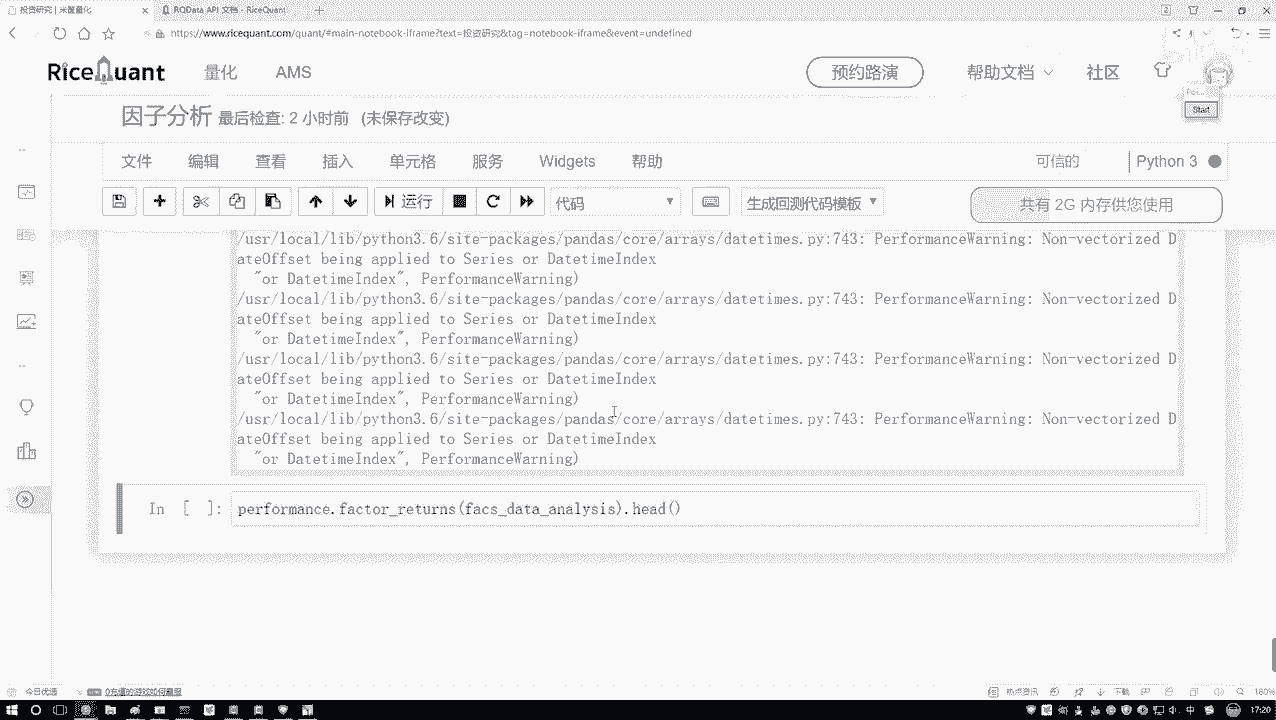 投资研究 | 米筐量化
RQData API 文档 - RiceQuant
https://www.ricequant.com/quant/#main-notebook-iframe?text=投资研究&tag=notebook-iframe&event=undefined
RiceQuant 量化 AMS 预约路演 帮助文档 社区
Start
因子分析 最后检查: 2 小时前 (未保存改变)
文件 编辑 查看 插入 单元格 服务 Widgets 帮助 可信的 Python 3
运行 代码 生成回测代码模板 共有 2G 内存供您使用
/usr/local/lib/python3.6/site-packages/pandas/core/arrays/datetimes.py:743: PerformanceWarning: Non-vectorized D
ateOffset being applied to Series or DatetimeIndex
"or DatetimeIndex", PerformanceWarning)
/usr/local/lib/python3.6/site-packages/pandas/core/arrays/datetimes.py:743: PerformanceWarning: Non-vectorized D
ateOffset being applied to Series or DatetimeIndex
"or DatetimeIndex", PerformanceWarning)
/usr/local/lib/python3.6/site-packages/pandas/core/arrays/datetimes.py:743: PerformanceWarning: Non-vectorized D
ateOffset being applied to Series or DatetimeIndex
"or DatetimeIndex", PerformanceWarning)
/usr/local/lib/python3.6/site-packages/pandas/core/arrays/datetimes.py:743: PerformanceWarning: Non-vectorized D
ateOffset being applied to Series or DatetimeIndex
"or DatetimeIndex", PerformanceWarning)
In [ ]: performance.factor_returns(facs_data_analysis).head()
今日优选
热点资讯 下载 160%
中 17:20